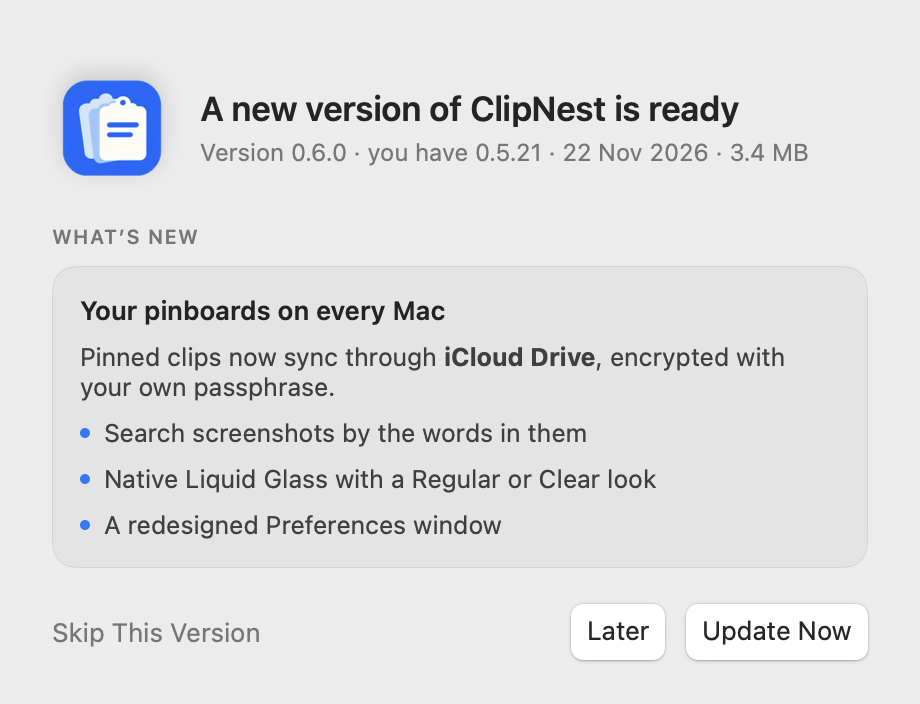 A new version of ClipNest is ready
Version 0.6.0 · you have 0.5.21 · 22 Nov 2026 · 3.4 MB
WHAT’S NEW
Your pinboards on every Mac
Pinned clips now sync through iCloud Drive, encrypted with
your own passphrase.
Search screenshots by the words in them
Native Liquid Glass with a Regular or Clear look
A redesigned Preferences window
Skip This Version
Later
Update Now